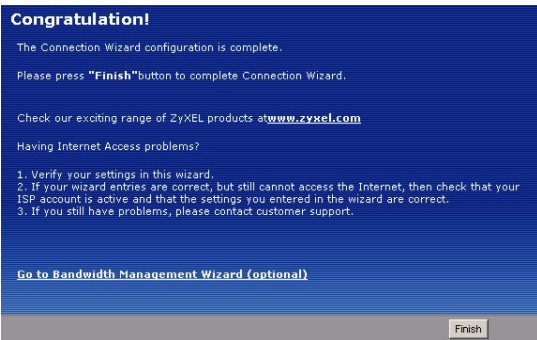 Congratulation!
The Connection Wizard configuration is complete.
Please press "Finish"button to complete Connection Wizard.
Check our exciting range of ZyXEL products atwww.zyxel.com
Having Internet Access problems?
1. Verify your settings in this wizard.
2. If your wizard entries are correct, but still cannot access the Internet, then check that your
ISP account is active and that the settings you entered in the wizard are correct.
3. If you still have problems, please contact customer support.
Go to Bandwidth Management Wizard (optional)
Finish